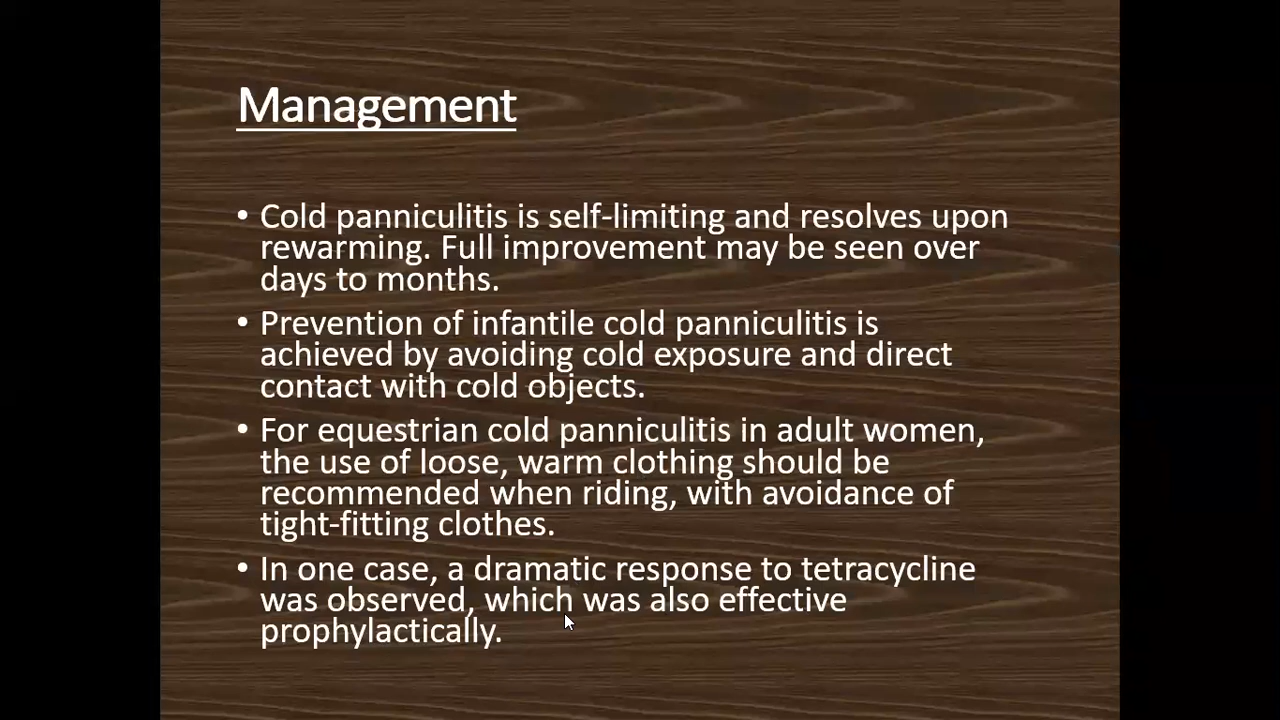 Management
• Cold panniculitis is self-limiting and resolves upon
rewarming. Full improvement may be seen over
days to months.
• Prevention of infantile cold panniculitis is
achieved by avoiding cold exposure and direct
contact with cold objects.
• For equestrian cold panniculitis in adult women,
the use of loose, warm clothing should be
recommended when riding, with avoidance of
tight-fitting clothes.
• In one case, a dramatic response to tetracycline
was observed, which was also effective
prophylactically.